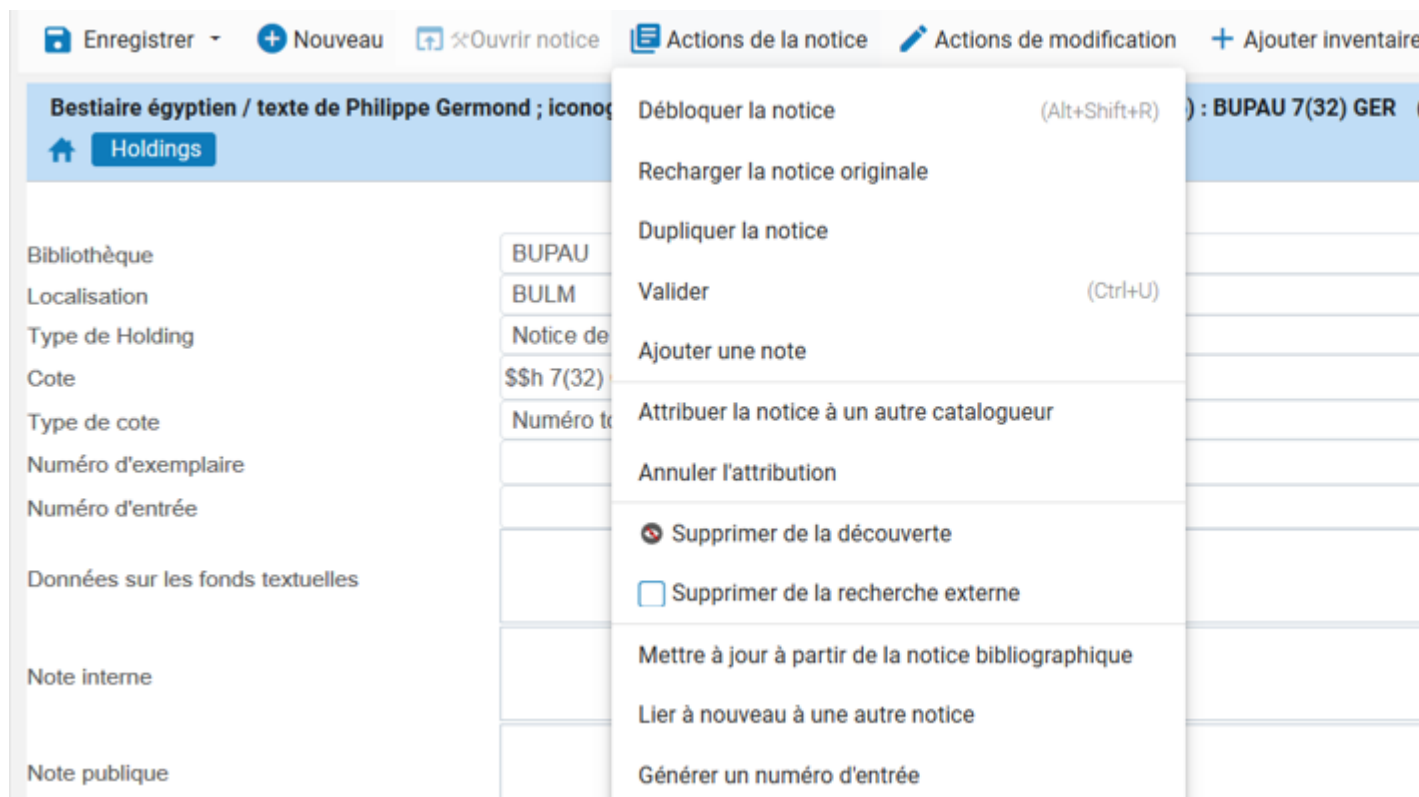 Enregistrer Nouveau Ouvrir notice Actions de la notice Actions de modification Ajouter inventaire
Bestiaire égyptien / texte de Philippe Germond ; iconog ) : BUPAU 7(32) GER (
Holdings
Débloquer la notice (Alt+Shift+R)
Recharger la notice originale
Dupliquer la notice
Valider (Ctrl+U)
Ajouter une note
Attribuer la notice à un autre catalogueur
Annuler l'attribution
Supprimer de la découverte
Supprimer de la recherche externe
Mettre à jour à partir de la notice bibliographique
Lier à nouveau à une autre notice
Générer un numéro d'entrée
Bibliothèque BUPAU
Localisation BULM
Type de Holding Notice de
Cote $$h 7(32)
Type de cote Numéro to
Numéro d'exemplaire
Numéro d'entrée
Données sur les fonds textuelles
Note interne
Note publique